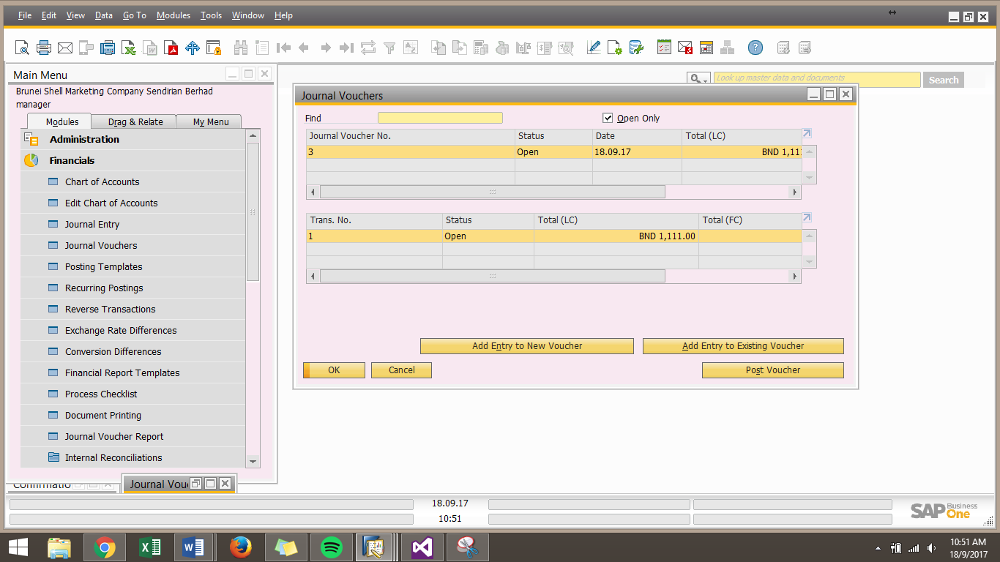 File Edit View Data Go To Modules Tools Window Help
Main Menu
Look up master data and documents Search
Brunei Shell Marketing Company Sendirian Berhad
manager
Modules Drag & Relate My Menu
Administration
Financials
Chart of Accounts
Edit Chart of Accounts
Journal Entry
Journal Vouchers
Posting Templates
Recurring Postings
Reverse Transactions
Exchange Rate Differences
Conversion Differences
Financial Report Templates
Process Checklist
Document Printing
Journal Voucher Report
Internal Reconciliations
Journal Vouchers
Find Open Only
Journal Voucher No. Status Date Total (LC)
3 Open 18.09.17 BND 1,111
Trans. No. Status Total (LC) Total (FC)
1 Open BND 1,111.00
Add Entry to New Voucher Add Entry to Existing Voucher
OK Cancel Post Voucher
Confirmatio Journal Vou
18.09.17
10:51
SAP Business One
10:51 AM
18/9/2017